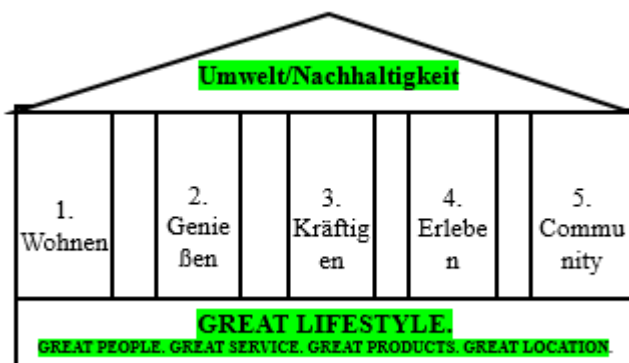 Umwelt/Nachhaltigkeit
1.
Wohnen
2.
Genie
ßen
3.
Kräftig
en
4.
Erlebe
n
5.
Commu
nity
GREAT LIFESTYLE.
GREAT PEOPLE. GREAT SERVICE. GREAT PRODUCTS. GREAT LOCATION.